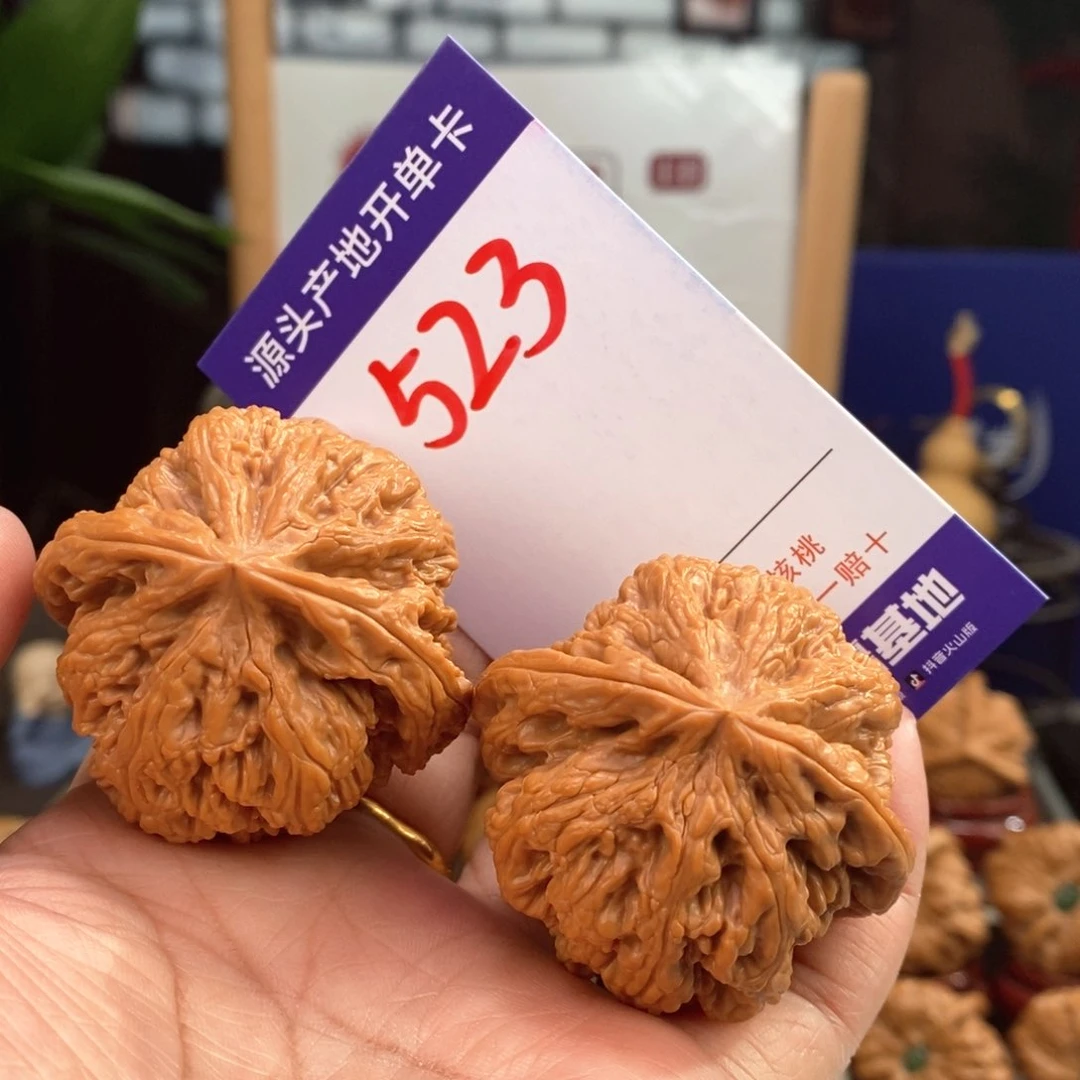 源头产地开单卡
523
核桃
一赔十
基地
抖音火山版